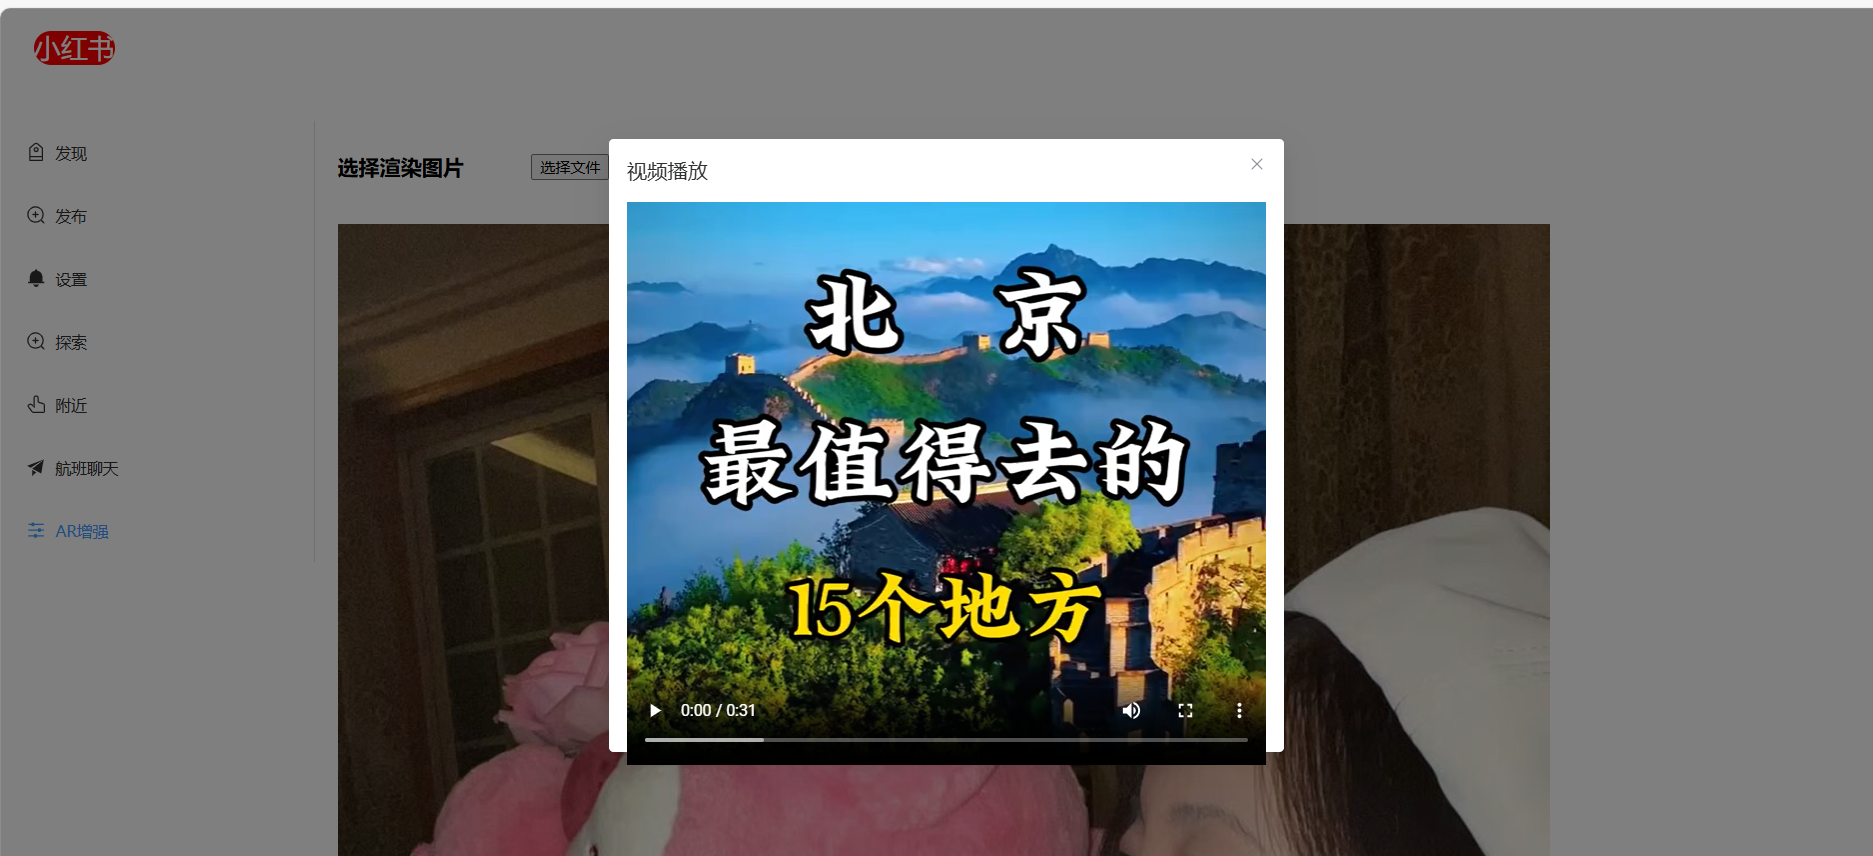 小红书
发现
发布
设置
探索
附近
航班聊天
AR增强
选择渲染图片
选择文件
视频播放
北 京
最值得去的
15个地方
0:00 / 0:31